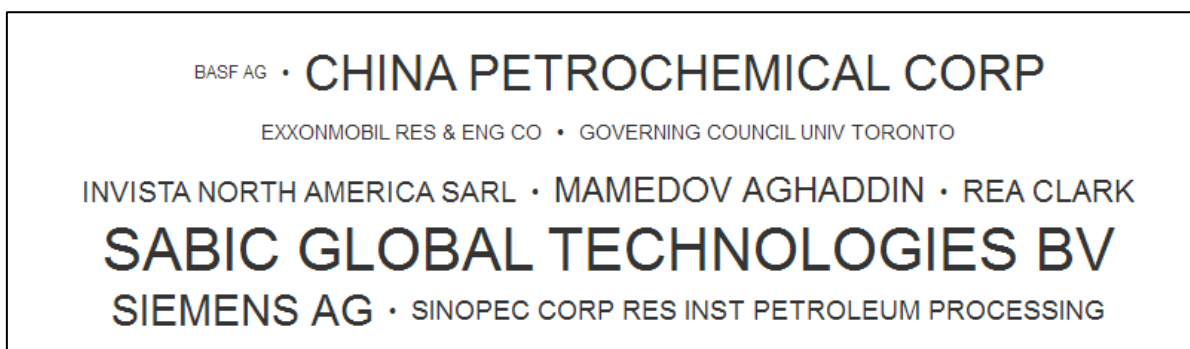 BASF AG • CHINA PETROCHEMICAL CORP
EXXONMOBIL RES & ENG CO • GOVERNING COUNCIL UNIV TORONTO
INVISTA NORTH AMERICA SARL • MAMEDOV AGHADDIN • REA CLARK
SABIC GLOBAL TECHNOLOGIES BV
SIEMENS AG • SINOPEC CORP RES INST PETROLEUM PROCESSING